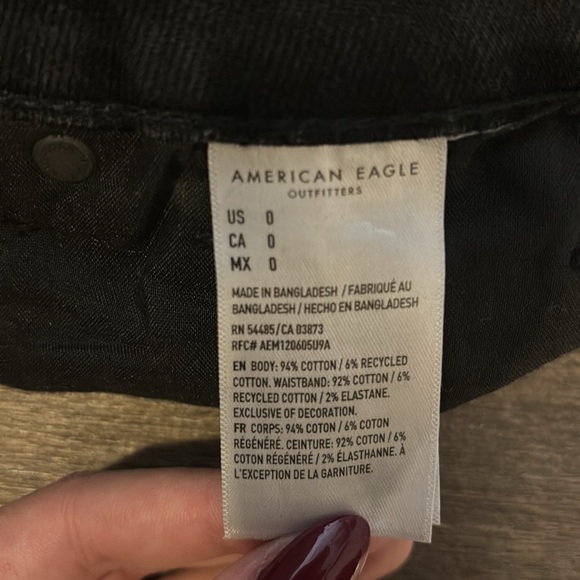 AMERICAN EAGLE
OUTFITTERS
US 0
CA 0
MX 0
MADE IN BANGLADESH / FABRIQUÉ AU
BANGLADESH / HECHO EN BANGLADESH
RN 54485/CA 03873
RFC# AEM120605U9A
EN BODY: 94% COTTON / 6% RECYCLED
COTTON. WAISTBAND: 92% COTTON / 6%
RECYCLED COTTON / 2% ELASTANE.
EXCLUSIVE OF DECORATION.
FR CORPS: 94% COTON / 6% COTON
RÉGÉNÉRÉ. CEINTURE: 92% COTON / 6%
COTON RÉGÉNÉRÉ / 2% ÉLASTHANNE. À
L'EXCEPTION DE LA GARNITURE.